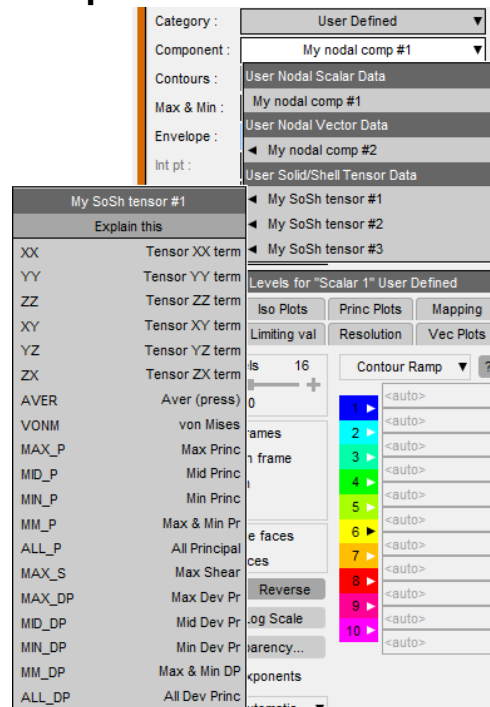 Category :
User Defined
Component :
My nodal comp #1
Contours :
User Nodal Scalar Data
Max & Min :
My nodal comp #1
User Nodal Vector Data
Envelope :
My nodal comp #2
Int pt :
User Solid/Shell Tensor Data
My SoSh tensor #1
My SoSh tensor #2
My SoSh tensor #3
My SoSh tensor #1
Explain this
XX Tensor XX term
YY Tensor YY term
ZZ Tensor ZZ term
XY Tensor XY term
YZ Tensor YZ term
ZX Tensor ZX term
AVER Aver (press)
VONM von Mises
MAX_P Max Princ
MID_P Mid Princ
MIN_P Min Princ
MM_P Max & Min Pr
ALL_P All Principal
MAX_S Max Shear
MAX_DP Max Dev Pr
MID_DP Mid Dev Pr
MIN_DP Min Dev Pr
MM_DP Max & Min DP
ALL_DP All Dev Princ
Levels for "Scalar 1" User Defined
Iso Plots Princ Plots Mapping
Limiting val Resolution Vec Plots
16
Contour Ramp ?
0
frame
e faces
Reverse
Log Scale
1 <auto>
2 <auto>
3 <auto>
4 <auto>
5 <auto>
6 <auto>
7 <auto>
8 <auto>
9 <auto>
10 <auto>
<auto>